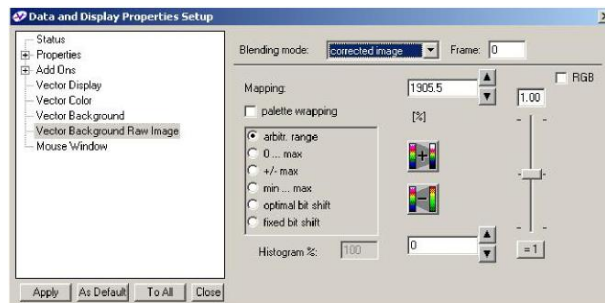 Data and Display Properties Setup
Status
Properties
Add Ons
Vector Display
Vector Color
Vector Background
Vector Background Raw Image
Mouse Window
Blending mode: corrected image Frame: 0
Mapping: 1905.5 RGB
1.00
palette wrapping [%]
arbitr. range
0 ... max
+/- max
min ... max
optimal bit shift
fixed bit shift
Histogram %: 100 0 = 1
Apply As Default To All Close